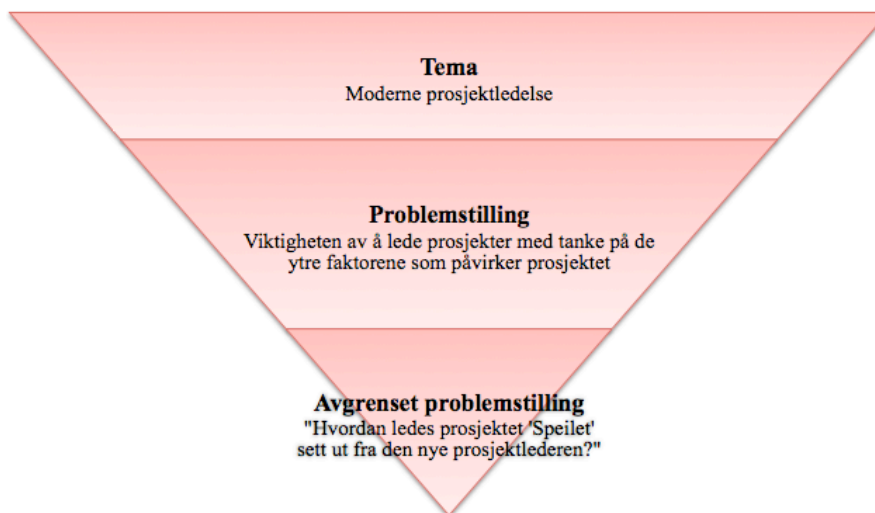 Tema
Moderne prosjektledelse
Problemstilling
Viktigheten av å lede prosjekter med tanke på de
ytre faktorene som påvirker prosjektet
Avgrenset problemstilling
"Hvordan ledes prosjektet 'Speilet'
sett ut fra den nye prosjektlederen?"